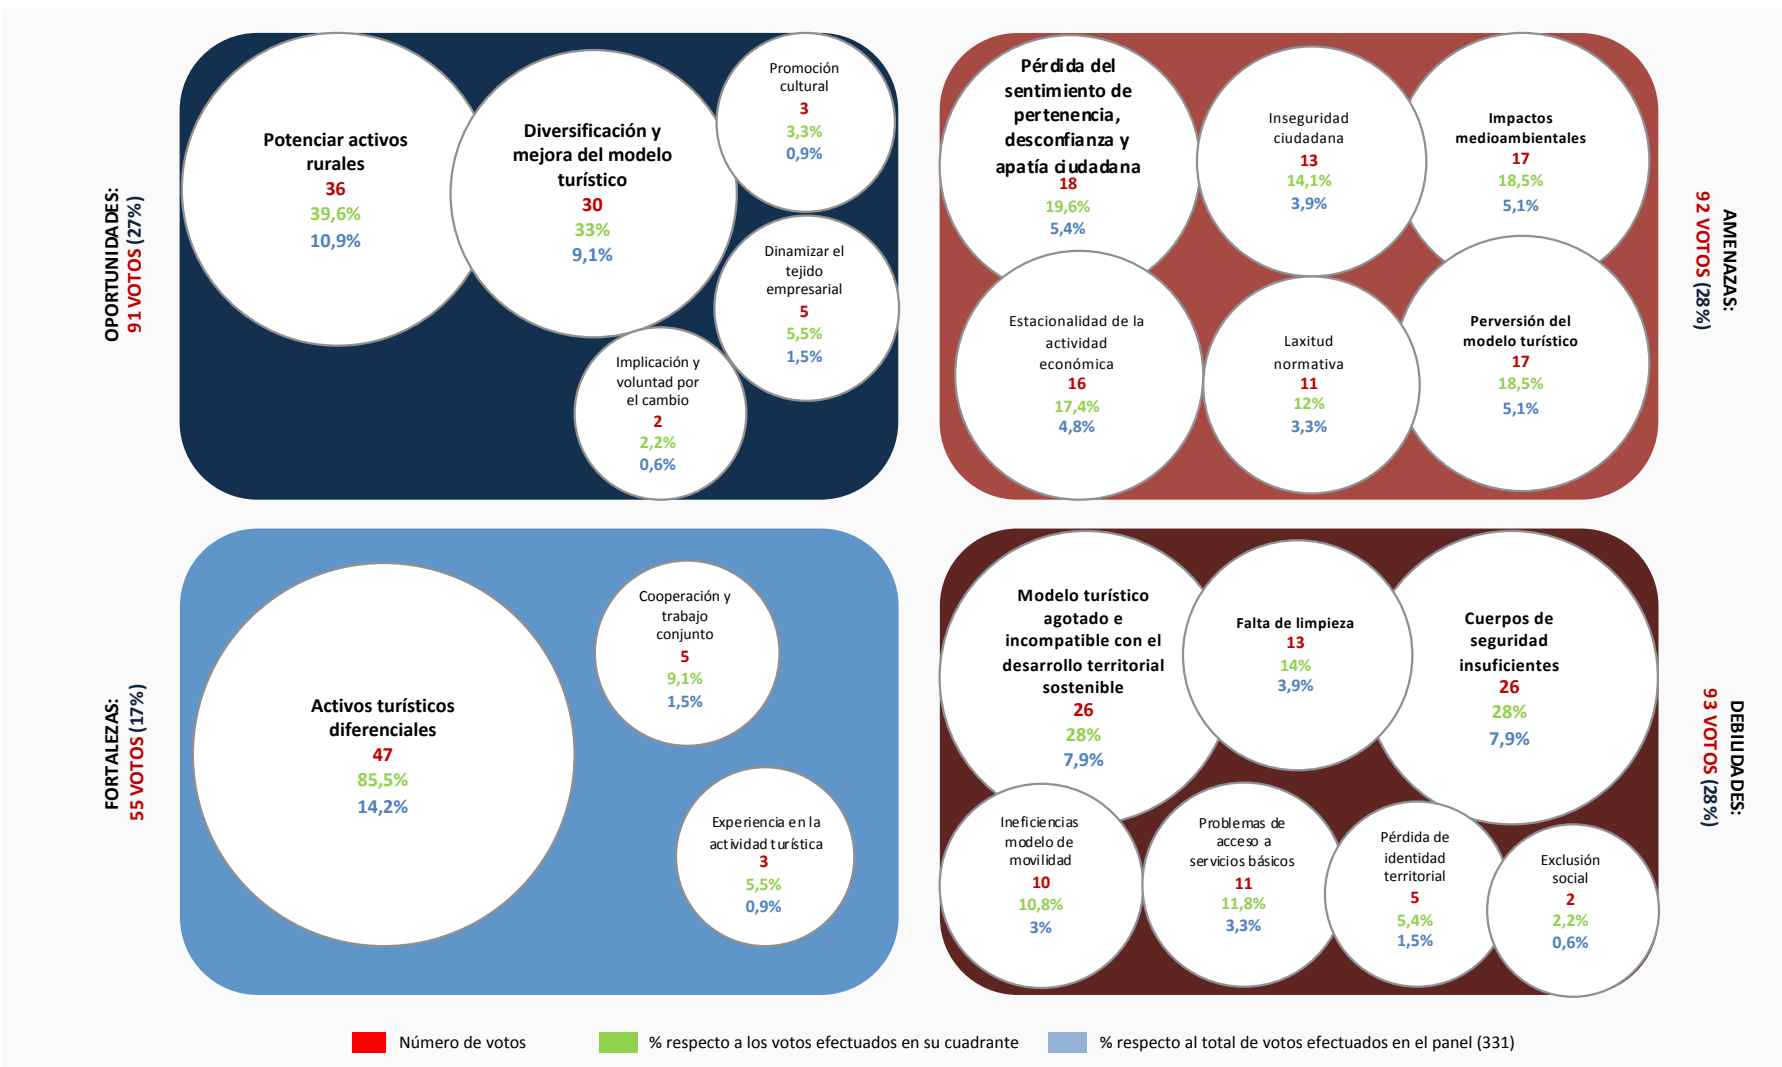 OPORTUNIDADES:
91 VOTOS (27%)
Potenciar activos
rurales
36
39,6%
10,9%
Diversificación y
mejora del modelo
turístico
30
33%
9,1%
Promoción
cultural
3
3,3%
0,9%
Dinamizar el
tejido
empresarial
5
5,5%
1,5%
Implicación y
voluntad por
el cambio
2
2,2%
0,6%
Pérdida del
sentimiento de
pertenencia,
desconfianza y
apatía ciudadana
18
19,6%
5,4%
Inseguridad
ciudadana
13
14,1%
3,9%
Impactos
medioambientales
17
18,5%
5,1%
Estacionalidad de la
actividad
económica
16
17,4%
4,8%
Laxitud
normativa
11
12%
3,3%
Perversión del
modelo turístico
17
18,5%
5,1%
AMENAZAS:
92 VOTOS (28%)
FORTALEZAS:
55 VOTOS (17%)
Activos turísticos
diferenciales
47
85,5%
14,2%
Cooperación y
trabajo
conjunto
5
9,1%
1,5%
Experiencia en la
actividad turística
3
5,5%
0,9%
Modelo turístico
agotado e
incompatible con el
desarrollo territorial
sostenible
26
28%
7,9%
Falta de limpieza
13
14%
3,9%
Cuerpos de
seguridad
insuficientes
26
28%
7,9%
Ineficiencias
modelo de
movilidad
10
10,8%
3%
Problemas de
acceso a
servicios básicos
11
11,8%
3,3%
Pérdida de
identidad
territorial
5
5,4%
1,5%
Exclusión
social
2
2,2%
0,6%
DEBILIDADES:
93 VOTOS (28%)
Número de votos
% respecto a los votos efectuados en su cuadrante
% respecto al total de votos efectuados en el panel (331)